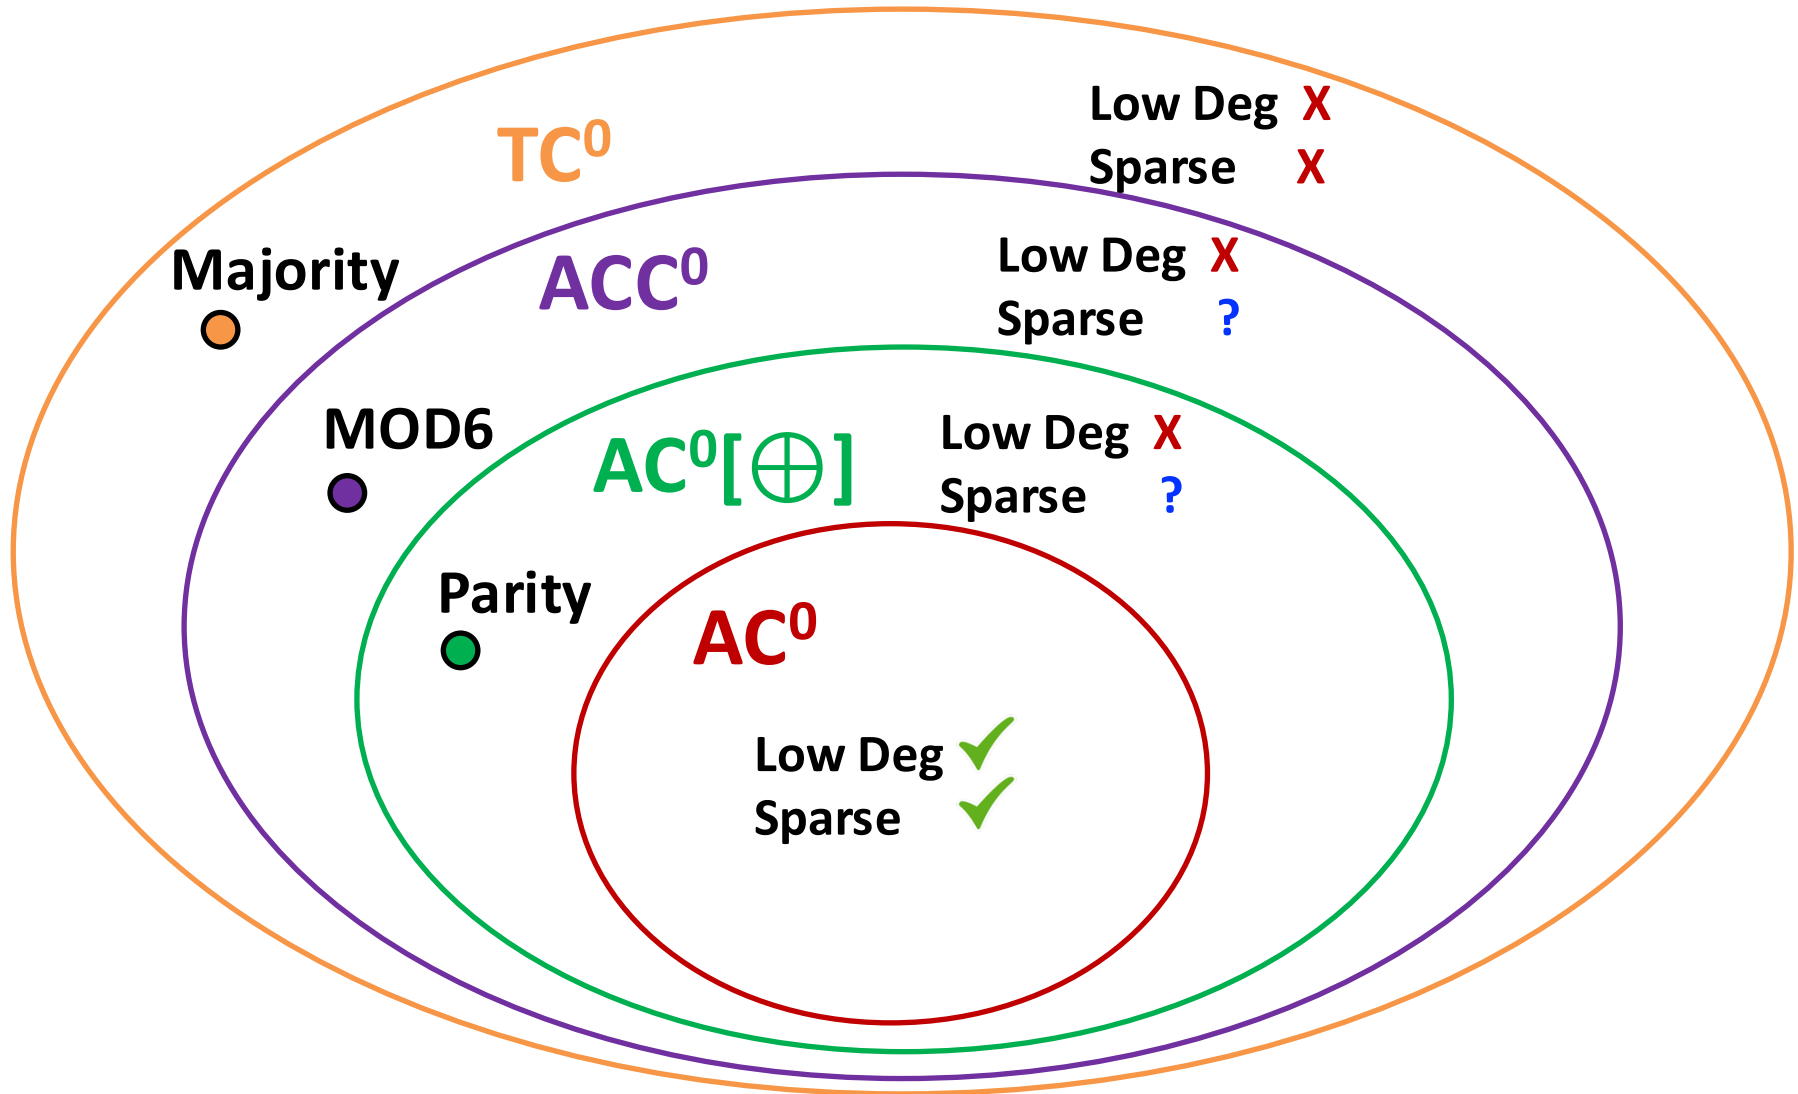 TC⁰
Low Deg X
Sparse X
Majority
ACC⁰
Low Deg X
Sparse ?
MOD6
AC⁰[⊕]
Low Deg X
Sparse ?
Parity
AC⁰
Low Deg ✓
Sparse ✓